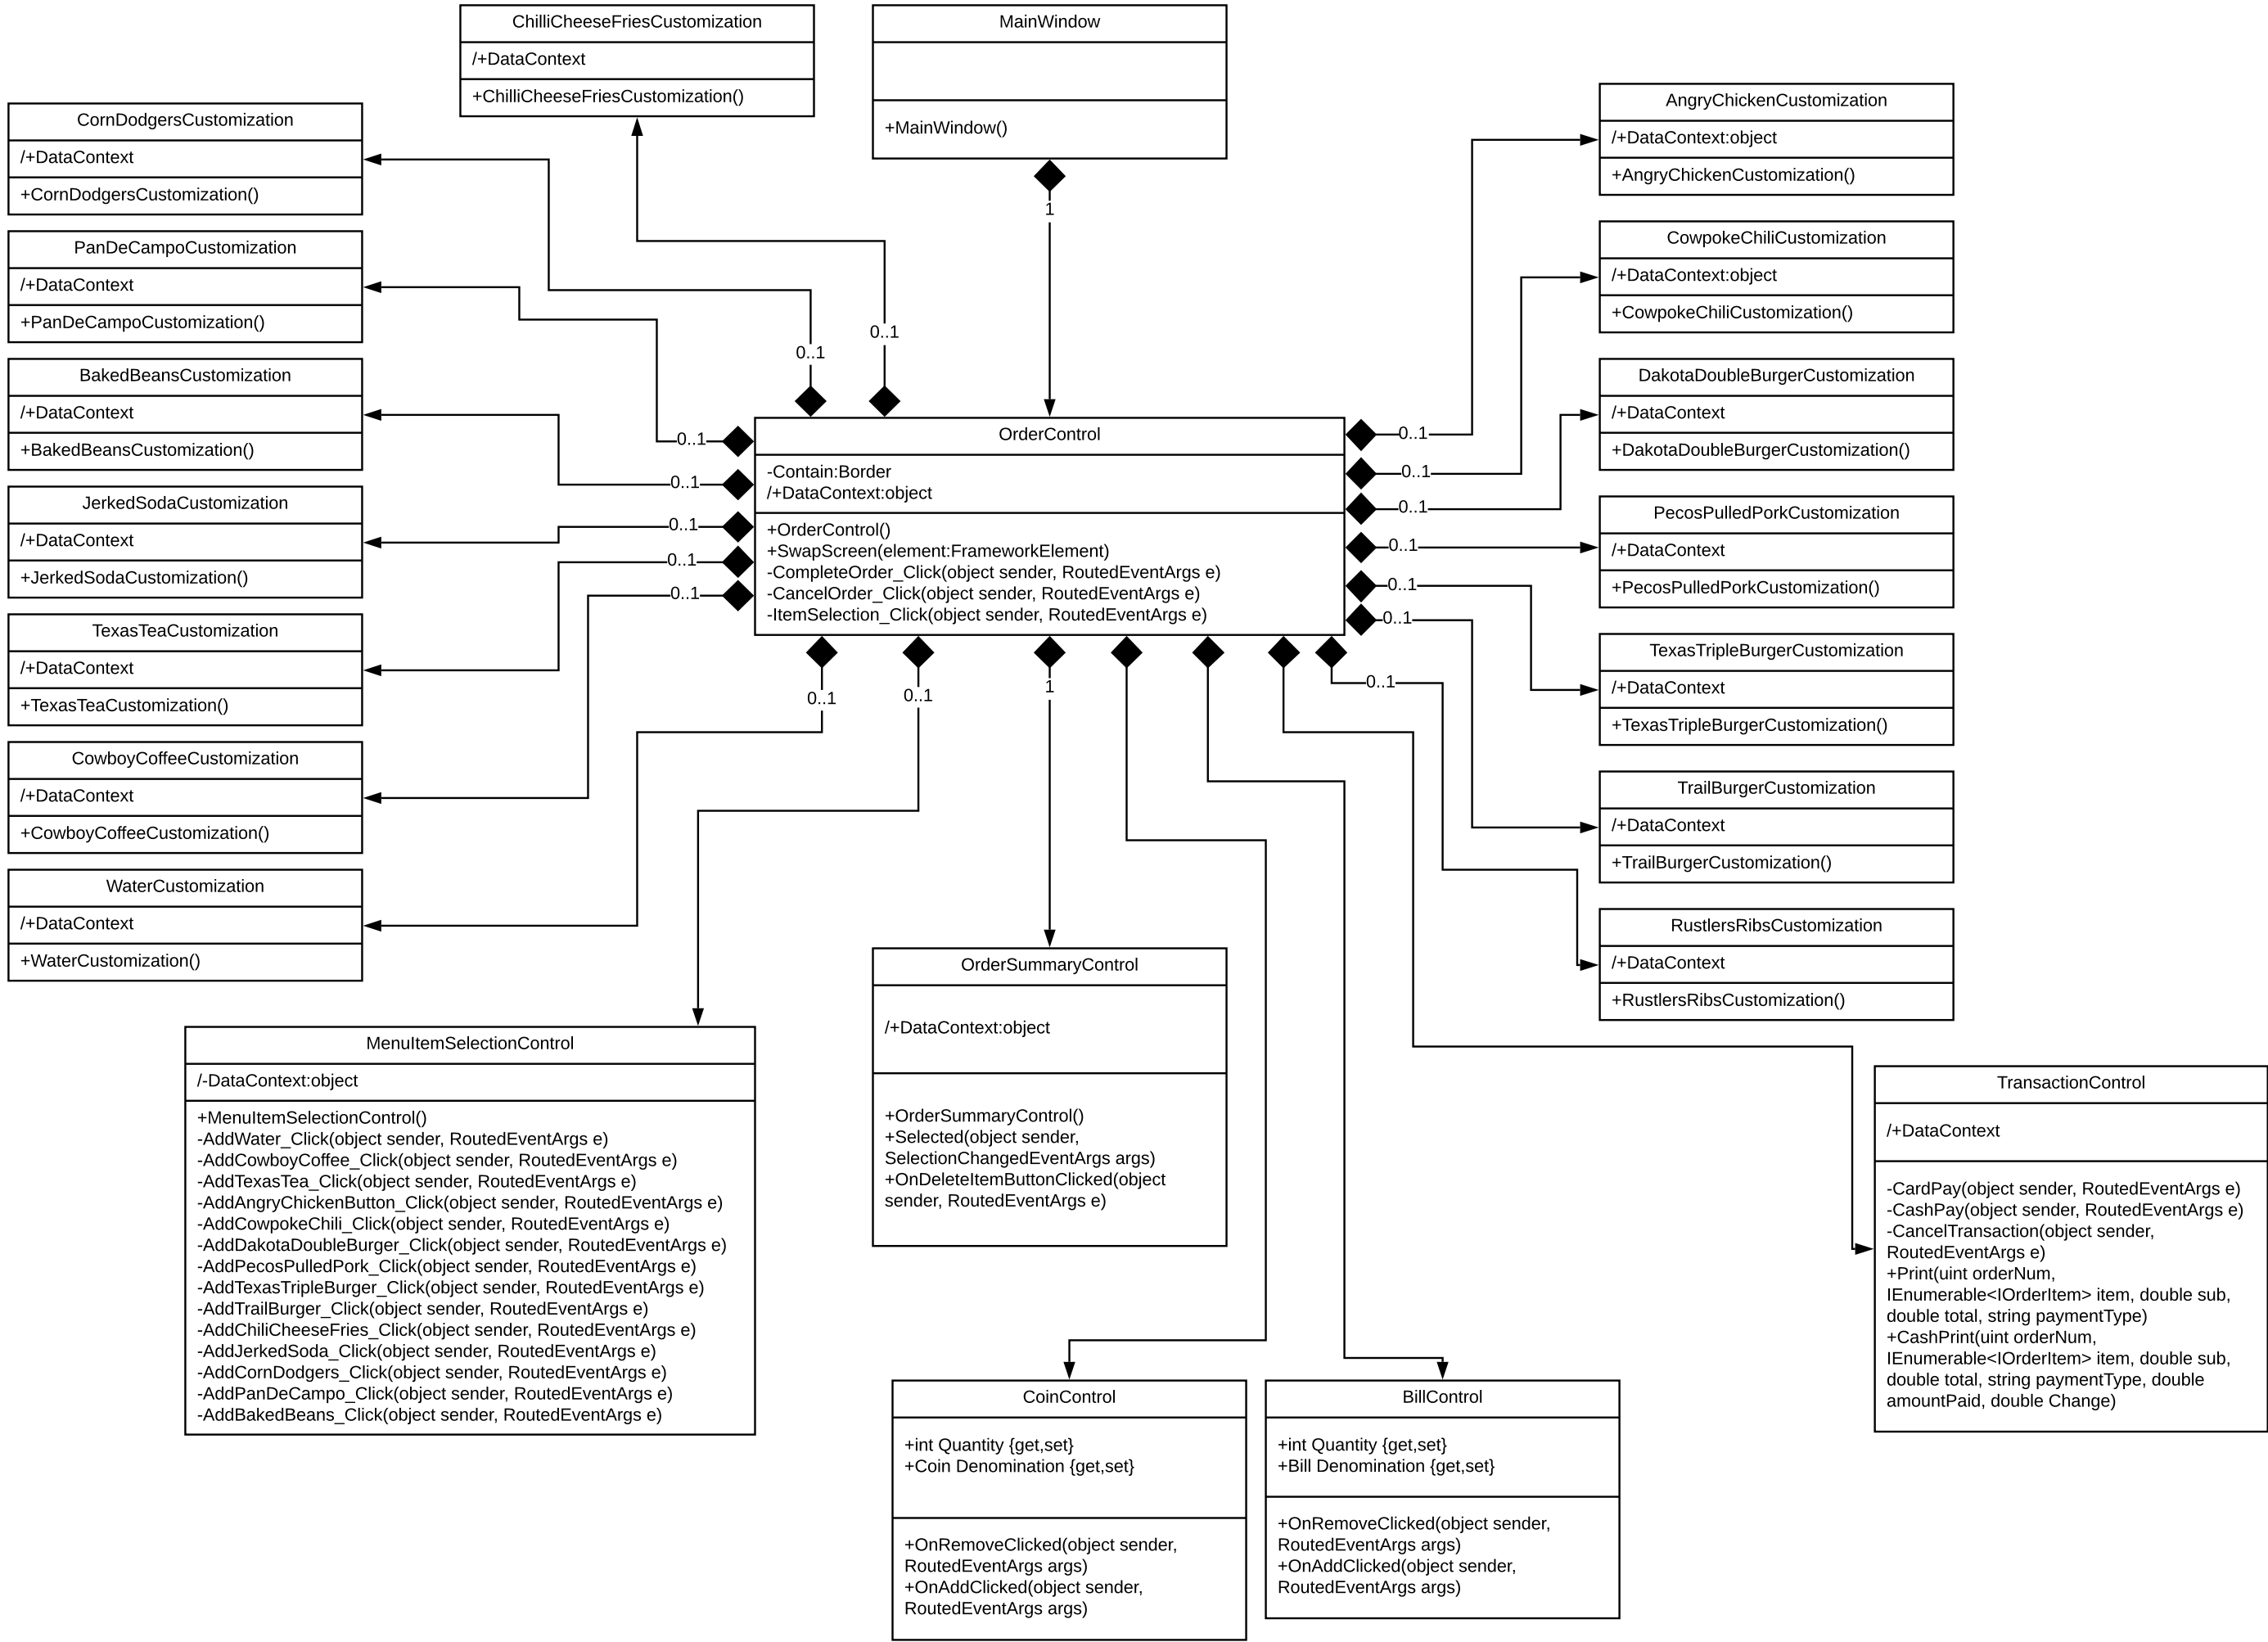 ChilliCheeseFriesCustomization
/+DataContext
+ChilliCheeseFriesCustomization()
MainWindow
+MainWindow()
1
CornDodgersCustomization
/+DataContext
+CornDodgersCustomization()
PanDeCampoCustomization
/+DataContext
+PanDeCampoCustomization()
BakedBeansCustomization
/+DataContext
+BakedBeansCustomization()
JerkedSodaCustomization
/+DataContext
+JerkedSodaCustomization()
TexasTeaCustomization
/+DataContext
+TexasTeaCustomization()
CowboyCoffeeCustomization
/+DataContext
+CowboyCoffeeCustomization()
WaterCustomization
/+DataContext
+WaterCustomization()
0..1
0..1
0..1
0..1
0..1
0..1
0..1
OrderControl
-Contain:Border
/+DataContext:object
+OrderControl()
+SwapScreen(element:FrameworkElement)
-CompleteOrder_Click(object sender, RoutedEventArgs e)
-CancelOrder_Click(object sender, RoutedEventArgs e)
-ItemSelection_Click(object sender, RoutedEventArgs e)
0..1
0..1
0..1
0..1
0..1
0..1
0..1
0..1
1
0..1
AngryChickenCustomization
/+DataContext:object
+AngryChickenCustomization()
CowpokeChiliCustomization
/+DataContext:object
+CowpokeChiliCustomization()
DakotaDoubleBurgerCustomization
/+DataContext
+DakotaDoubleBurgerCustomization()
PecosPulledPorkCustomization
/+DataContext
+PecosPulledPorkCustomization()
TexasTripleBurgerCustomization
/+DataContext
+TexasTripleBurgerCustomization()
TrailBurgerCustomization
/+DataContext
+TrailBurgerCustomization()
RustlersRibsCustomization
/+DataContext
+RustlersRibsCustomization()
MenuItemSelectionControl
/-DataContext:object
+MenuItemSelectionControl()
-AddWater_Click(object sender, RoutedEventArgs e)
-AddCowboyCoffee_Click(object sender, RoutedEventArgs e)
-AddTexasTea_Click(object sender, RoutedEventArgs e)
-AddAngryChickenButton_Click(object sender, RoutedEventArgs e)
-AddCowpokeChili_Click(object sender, RoutedEventArgs e)
-AddDakotaDoubleBurger_Click(object sender, RoutedEventArgs e)
-AddPecosPulledPork_Click(object sender, RoutedEventArgs e)
-AddTexasTripleBurger_Click(object sender, RoutedEventArgs e)
-AddTrailBurger_Click(object sender, RoutedEventArgs e)
-AddChiliCheeseFries_Click(object sender, RoutedEventArgs e)
-AddJerkedSoda_Click(object sender, RoutedEventArgs e)
-AddCornDodgers_Click(object sender, RoutedEventArgs e)
-AddPanDeCampo_Click(object sender, RoutedEventArgs e)
-AddBakedBeans_Click(object sender, RoutedEventArgs e)
OrderSummaryControl
/+DataContext:object
+OrderSummaryControl()
+Selected(object sender,
SelectionChangedEventArgs args)
+OnDeleteItemButtonClicked(object
sender, RoutedEventArgs e)
CoinControl
+int Quantity {get,set}
+Coin Denomination {get,set}
+OnRemoveClicked(object sender,
RoutedEventArgs args)
+OnAddClicked(object sender,
RoutedEventArgs args)
BillControl
+int Quantity {get,set}
+Bill Denomination {get,set}
+OnRemoveClicked(object sender,
RoutedEventArgs args)
+OnAddClicked(object sender,
RoutedEventArgs args)
TransactionControl
/+DataContext
-CardPay(object sender, RoutedEventArgs e)
-CashPay(object sender, RoutedEventArgs e)
-CancelTransaction(object sender,
RoutedEventArgs e)
+Print(uint orderNum,
IEnumerable<IOrderItem> item, double sub,
double total, string paymentType)
+CashPrint(uint orderNum,
IEnumerable<IOrderItem> item, double sub,
double total, string paymentType, double
amountPaid, double Change)